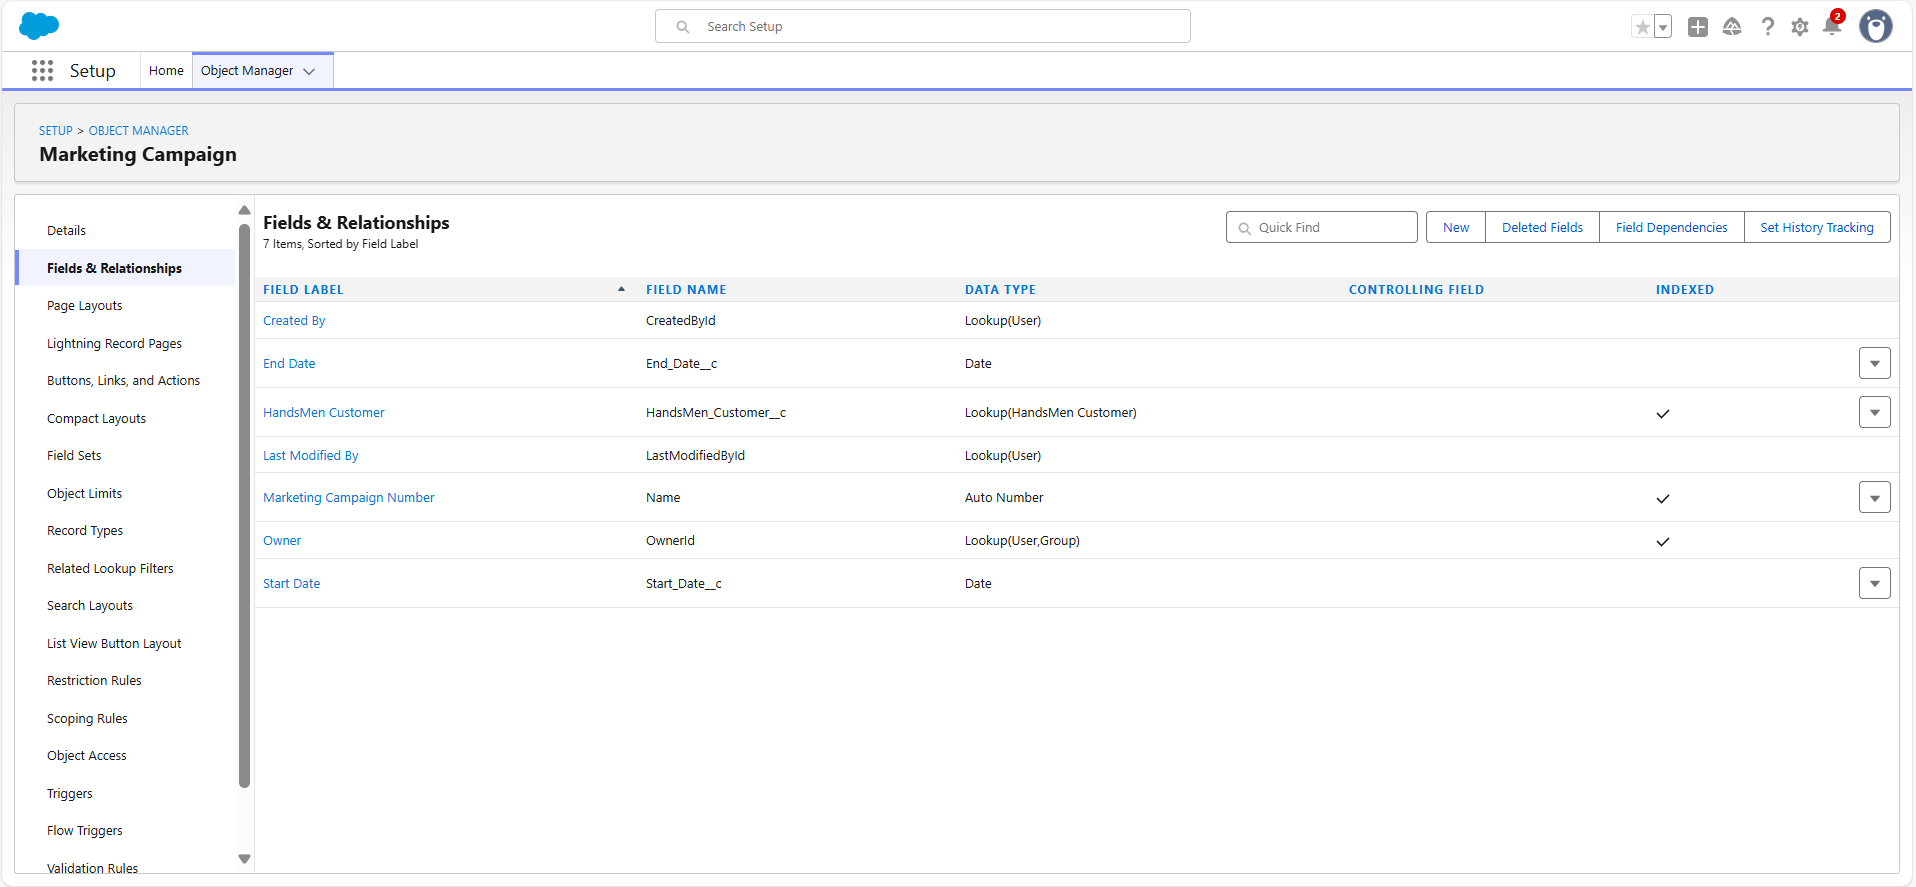 Search Setup
2
Setup
Home
Object Manager
SETUP > OBJECT MANAGER
Marketing Campaign
Details
Fields & Relationships
Page Layouts
Lightning Record Pages
Buttons, Links, and Actions
Compact Layouts
Field Sets
Object Limits
Record Types
Related Lookup Filters
Search Layouts
List View Button Layout
Restriction Rules
Scoping Rules
Object Access
Triggers
Flow Triggers
Validation Rules
Fields & Relationships
7 Items, Sorted by Field Label
Quick Find
New
Deleted Fields
Field Dependencies
Set History Tracking
FIELD LABEL FIELD NAME DATA TYPE CONTROLLING FIELD INDEXED
Created By CreatedById Lookup(User)
End Date End_Date__c Date
HandsMen Customer HandsMen_Customer__c Lookup(HandsMen Customer)
Last Modified By LastModifiedById Lookup(User)
Marketing Campaign Number Name Auto Number
Owner OwnerId Lookup(User,Group)
Start Date Start_Date__c Date